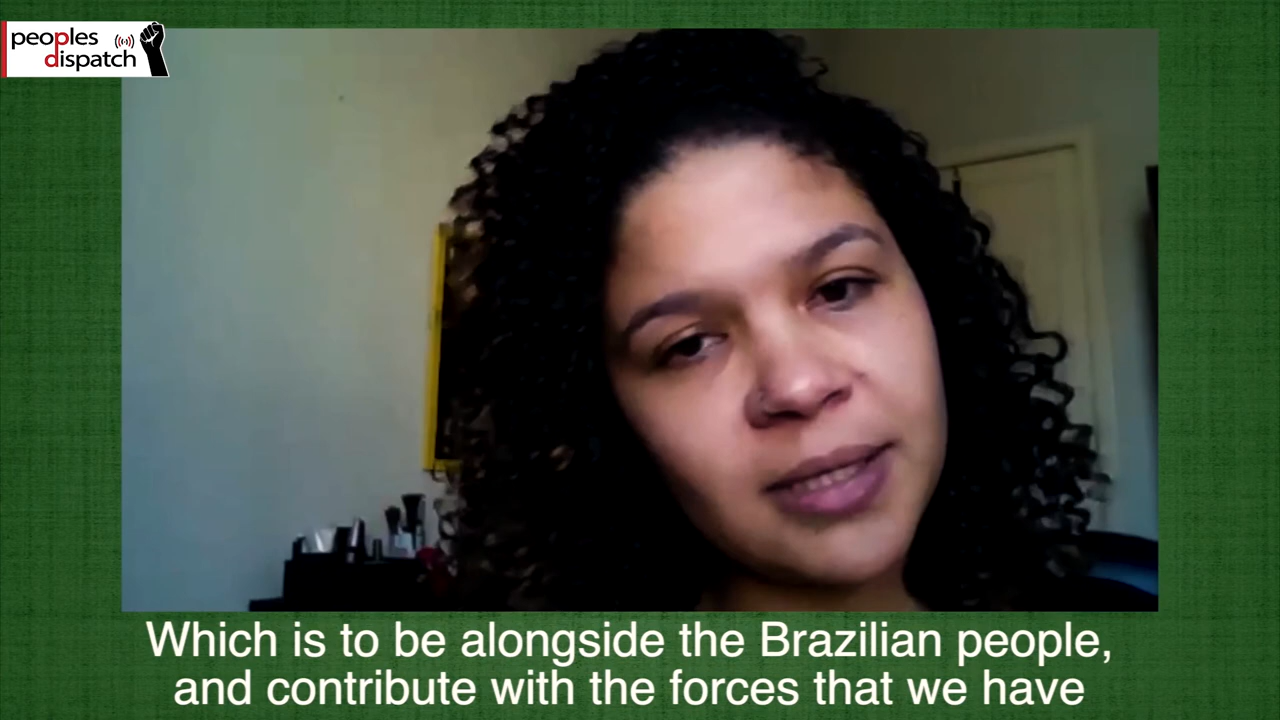 peoples
dispatch
Which is to be alongside the Brazilian people,
and contribute with the forces that we have